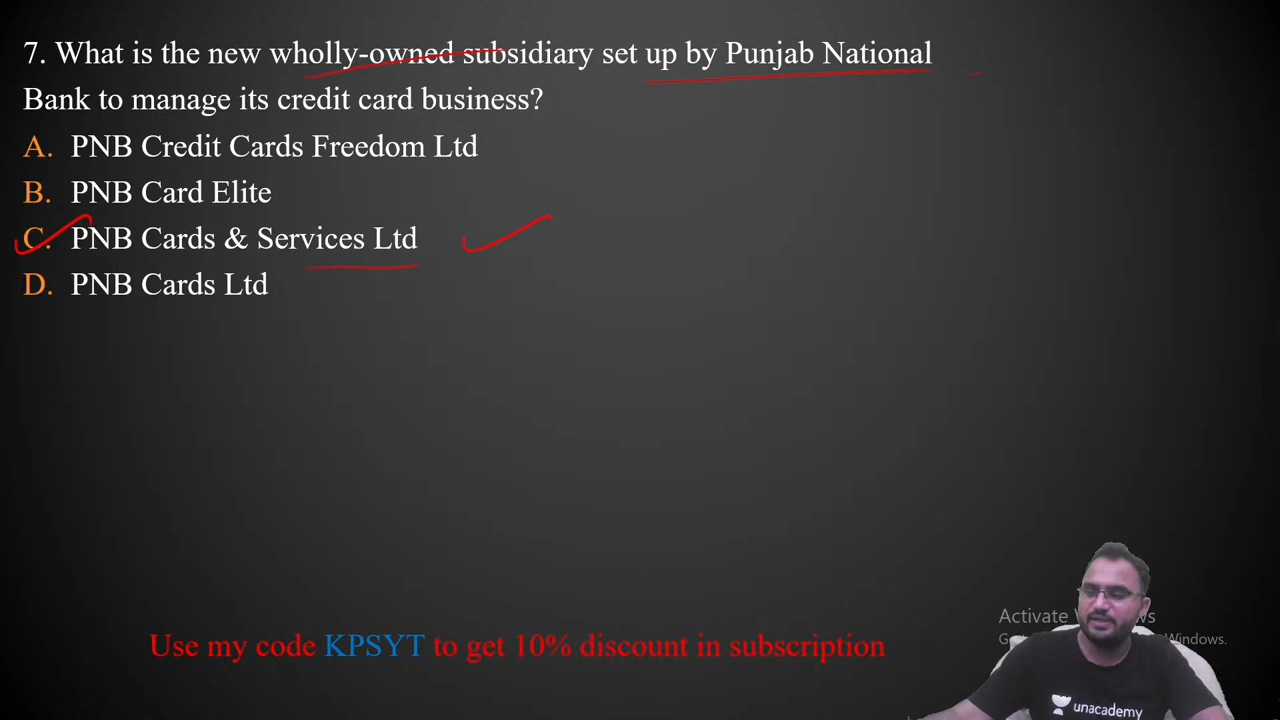 7. What is the new wholly-owned subsidiary set up by Punjab National
Bank to manage its credit card business?
A. PNB Credit Cards Freedom Ltd
B. PNB Card Elite
C. PNB Cards & Services Ltd
D. PNB Cards Ltd
Activate
Windows.
Use my code KPSYT to get 10% discount in subscription
unacademy